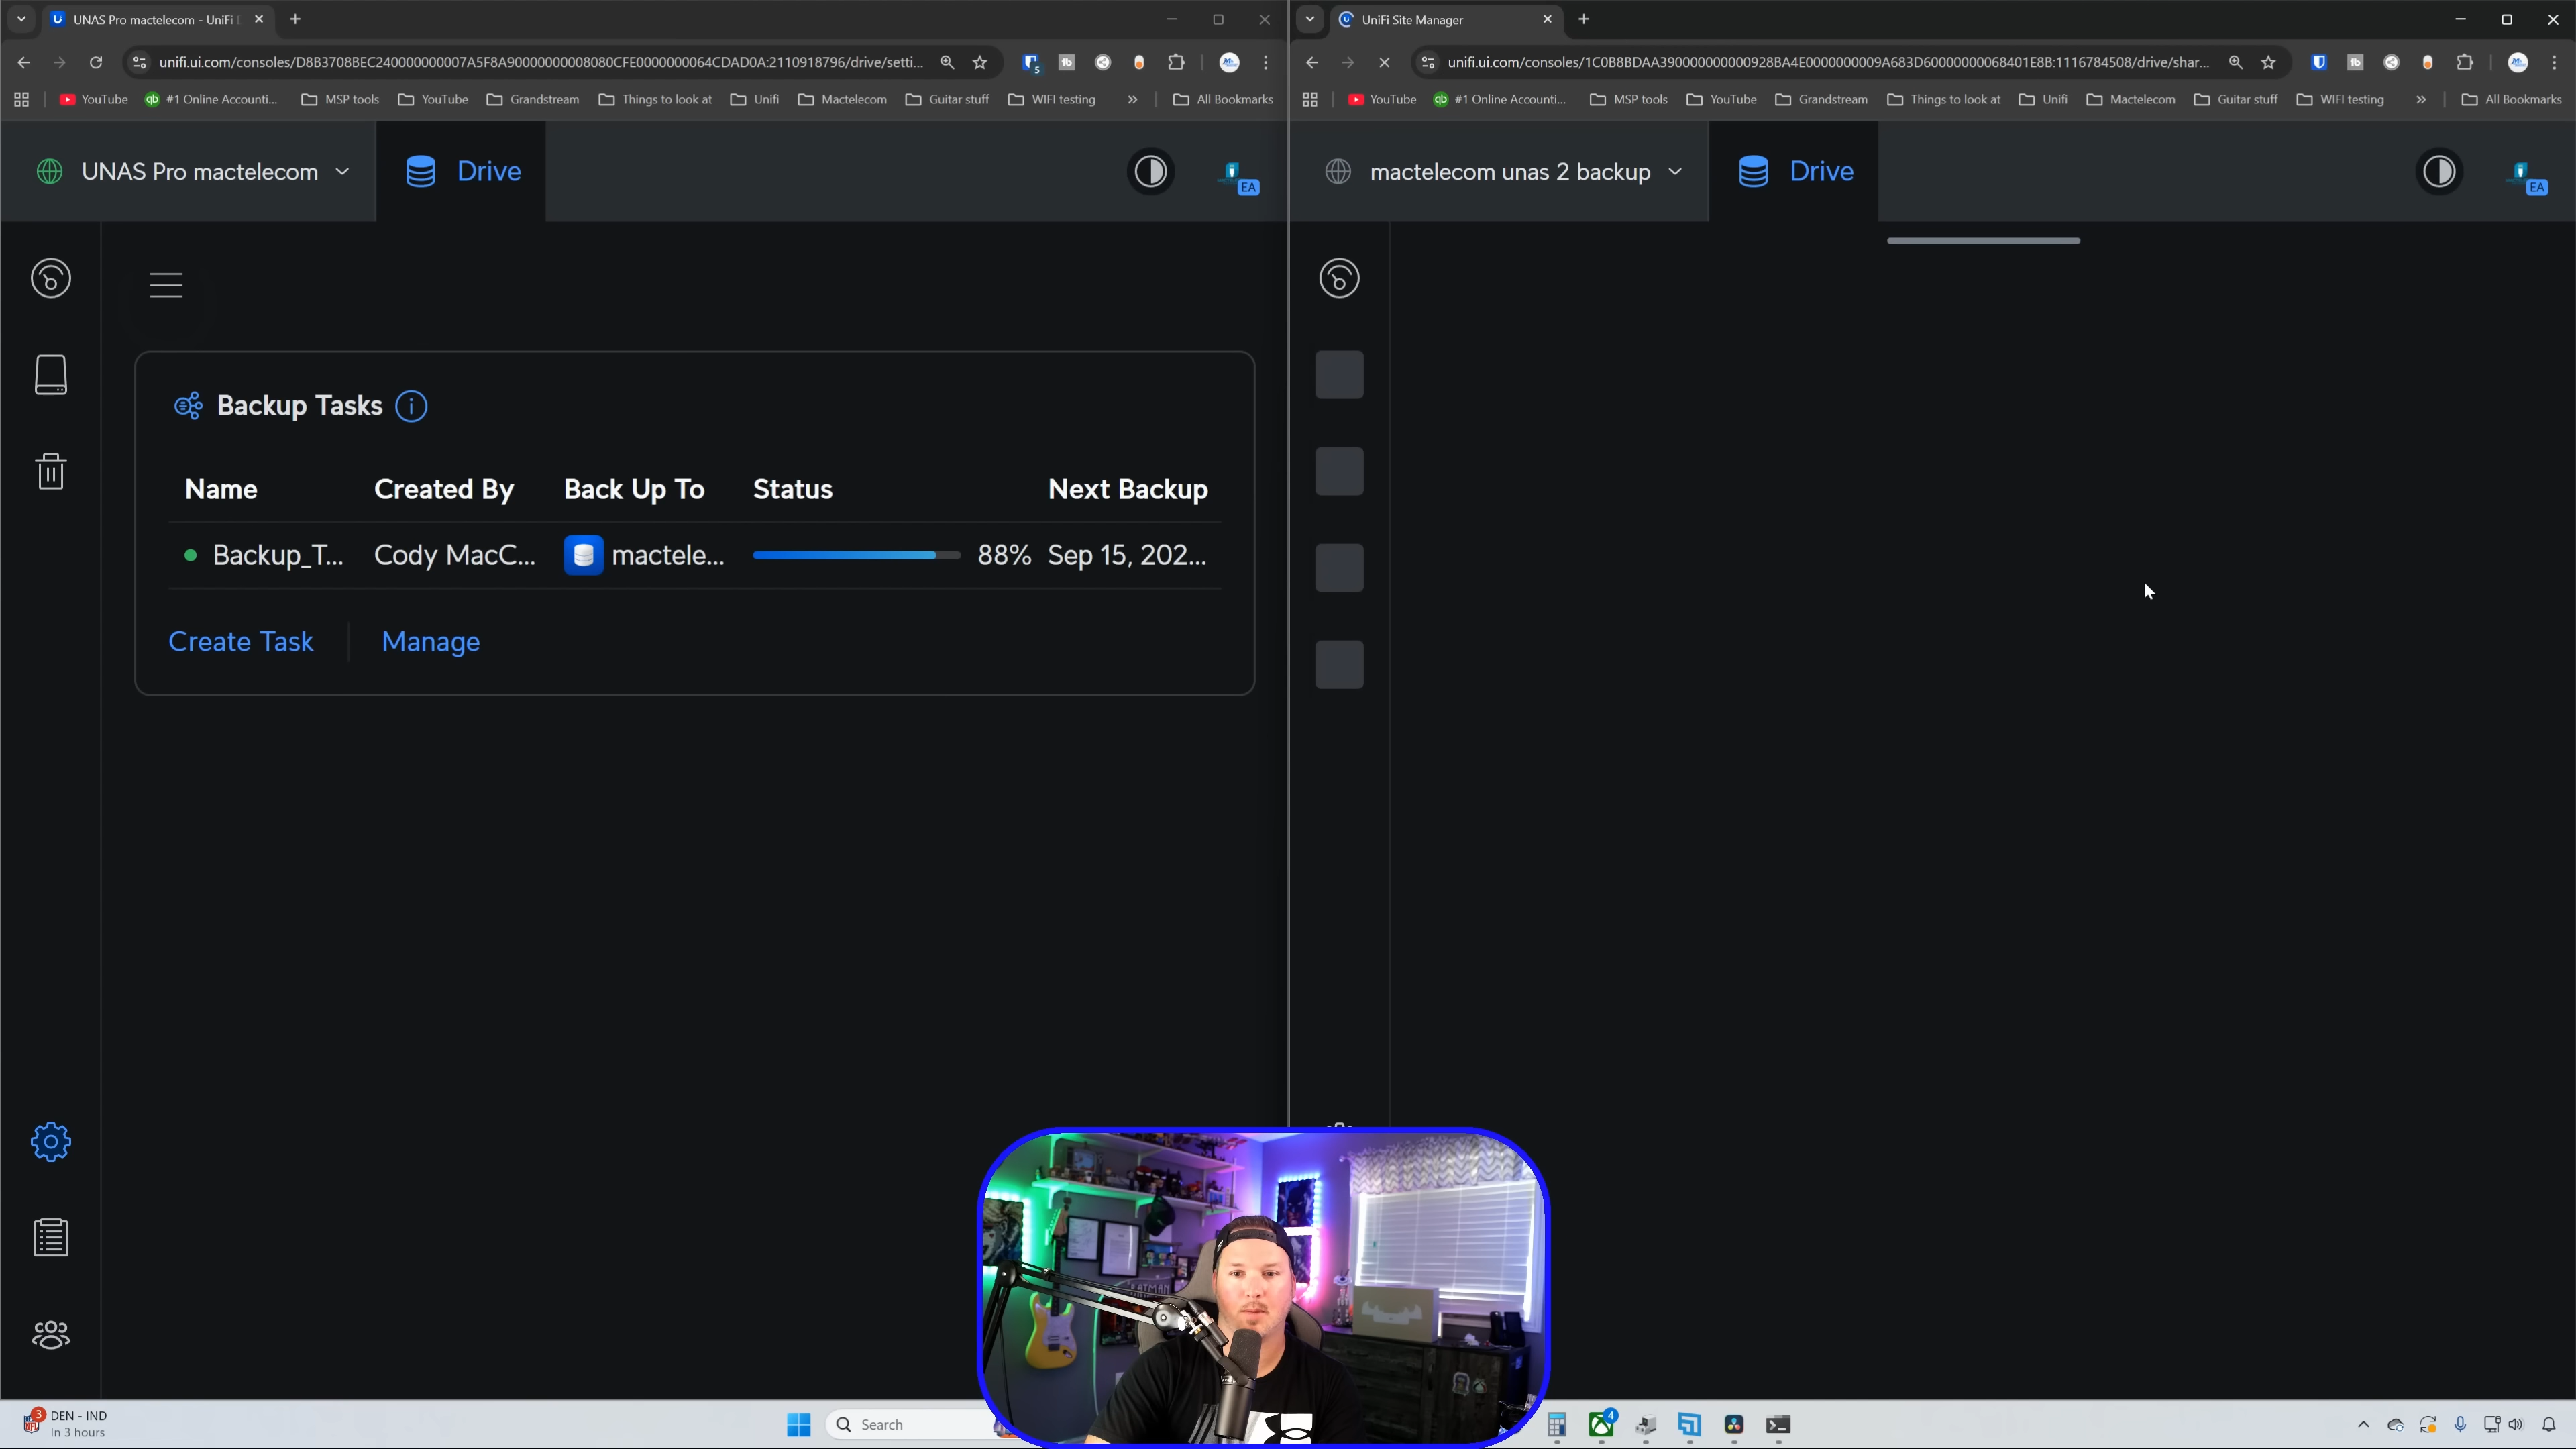 UNAS Pro mactelecom - UniFi
unifi.ui.com/consoles/D8B3708BEC240000000007A5F8A90000000008080CFE0000000064CDAD0A:2110918796/drive/setti...
5
YouTube
#1 Online Accounti...
MSP tools
YouTube
Grandstream
Things to look at
Unifi
Mactelecom
Guitar stuff
WIFI testing
»
All Bookmarks
UNAS Pro mactelecom
Drive
EA
Backup Tasks
Name Created By Back Up To Status Next Backup
Backup_T... Cody MacC... mactele... 88% Sep 15, 202...
Create Task Manage
UniFi Site Manager
unifi.ui.com/consoles/1C0B8BDAA390000000000928BA4E0000000009A683D60000000068401E8B:1116784508/drive/shar...
YouTube
#1 Online Accounti...
MSP tools
YouTube
Grandstream
Things to look at
Unifi
Mactelecom
Guitar stuff
WIFI testing
»
All Bookmarks
mactelecom unas 2 backup
Drive
EA
3
DEN - IND
In 3 hours
Search
4